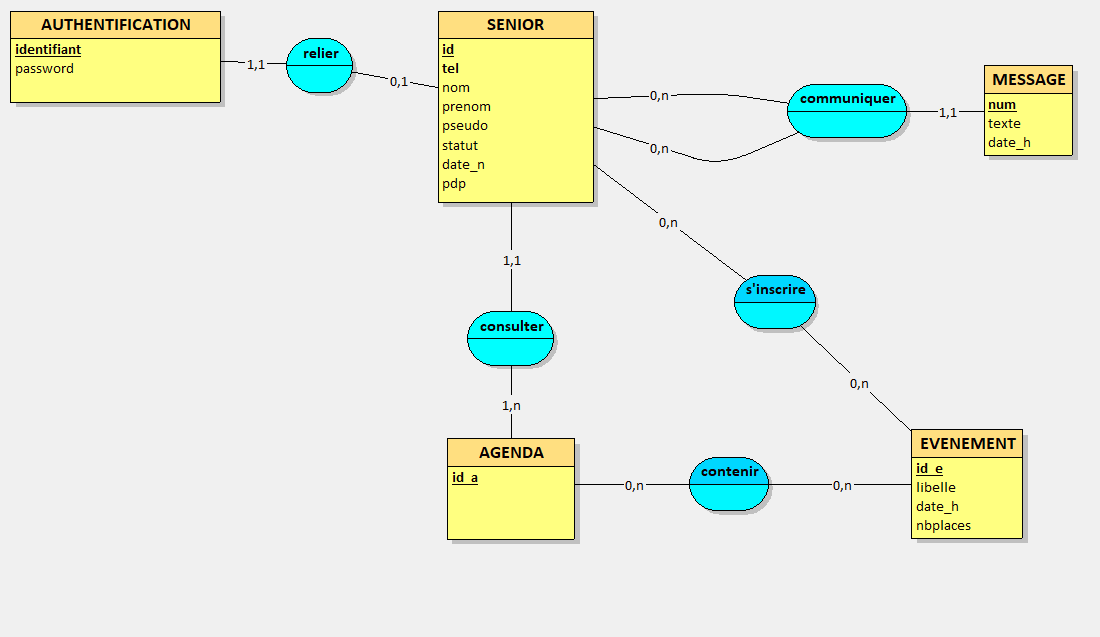 AUTHENTIFICATION
identifiant
password
1,1
relier
0,1
SENIOR
id
tel
nom
prenom
pseudo
statut
date_n
pdp
0,n
0,n
communiquer
1,1
MESSAGE
num
texte
date_h
0,n
s'inscrire
0,n
1,1
consulter
1,n
AGENDA
id_a
0,n
contenir
0,n
EVENEMENT
id_e
libelle
date_h
nbplaces